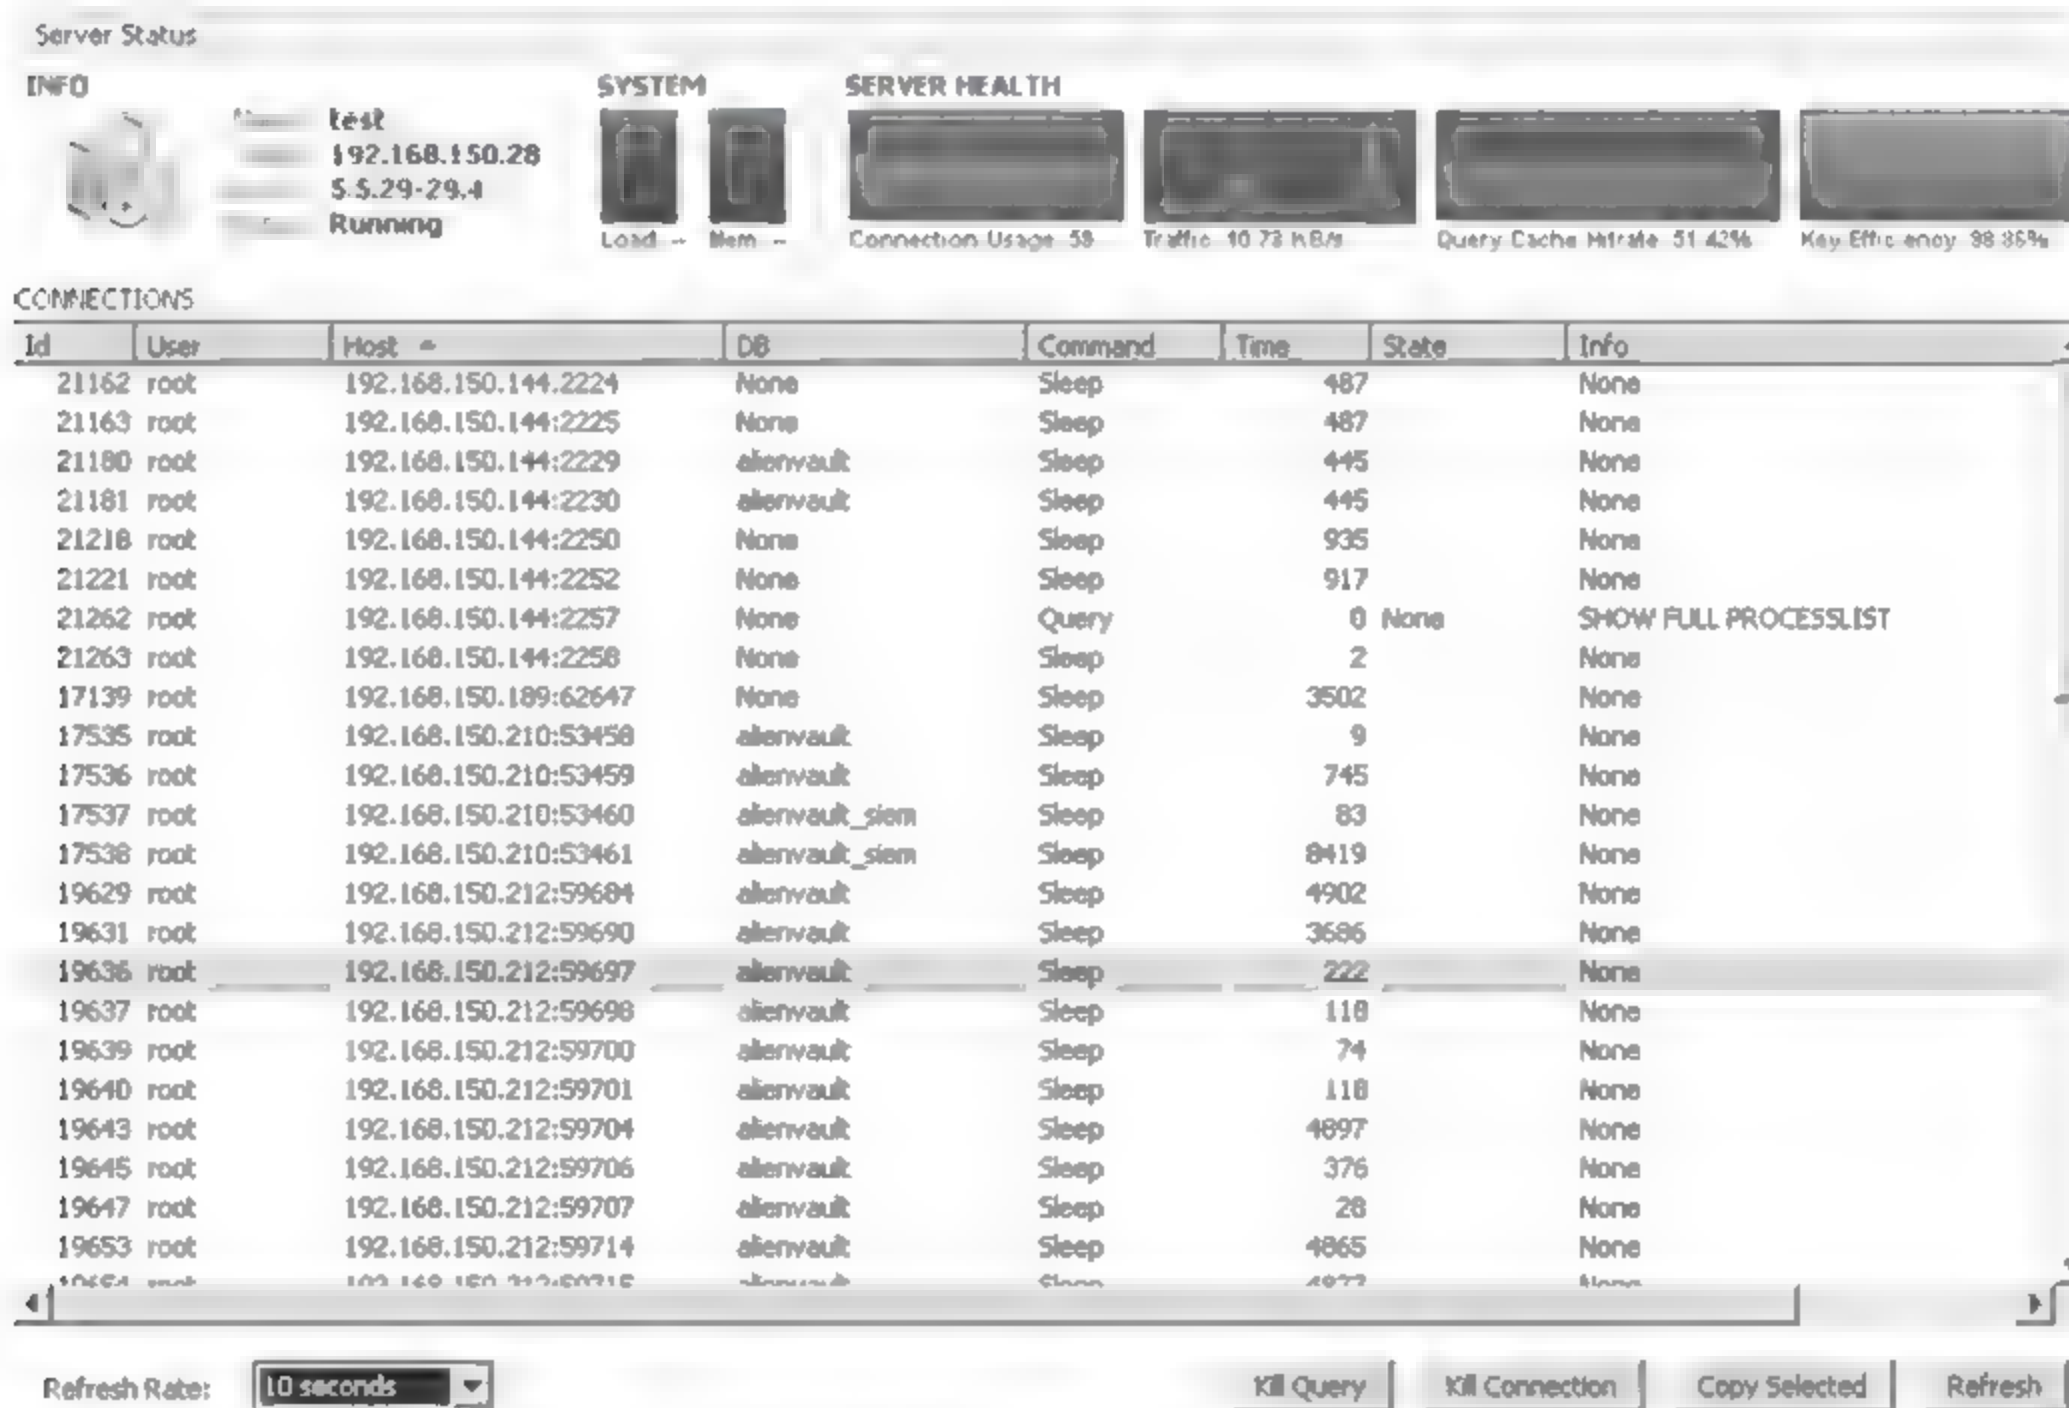 Server Status
INFO SYSTEM SERVER HEALTH
test
192.168.150.28
5.5.29-29.4
Running
Load -- Mem -- Connection Usage 58 Traffic 10.73 KB/s Query Cache Hitrate 51.42% Key Efficiency 98.86%
CONNECTIONS
Id User Host DB Command Time State Info
21162 root 192.168.150.144:2224 None Sleep 487 None
21163 root 192.168.150.144:2225 None Sleep 487 None
21180 root 192.168.150.144:2229 alienvault Sleep 445 None
21181 root 192.168.150.144:2230 alienvault Sleep 445 None
21218 root 192.168.150.144:2250 None Sleep 935 None
21221 root 192.168.150.144:2252 None Sleep 917 None
21262 root 192.168.150.144:2257 None Query 0 None SHOW FULL PROCESSLIST
21263 root 192.168.150.144:2258 None Sleep 2 None
17139 root 192.168.150.189:62647 None Sleep 3502 None
17535 root 192.168.150.210:53458 alienvault Sleep 9 None
17536 root 192.168.150.210:53459 alienvault Sleep 745 None
17537 root 192.168.150.210:53460 alienvault_siem Sleep 83 None
17538 root 192.168.150.210:53461 alienvault_siem Sleep 8419 None
19629 root 192.168.150.212:59684 alienvault Sleep 4902 None
19631 root 192.168.150.212:59690 alienvault Sleep 3686 None
19636 root 192.168.150.212:59697 alienvault Sleep 222 None
19637 root 192.168.150.212:59698 alienvault Sleep 118 None
19639 root 192.168.150.212:59700 alienvault Sleep 74 None
19640 root 192.168.150.212:59701 alienvault Sleep 118 None
19643 root 192.168.150.212:59704 alienvault Sleep 4897 None
19645 root 192.168.150.212:59706 alienvault Sleep 376 None
19647 root 192.168.150.212:59707 alienvault Sleep 28 None
19653 root 192.168.150.212:59714 alienvault Sleep 4865 None
19654 root 192.168.150.212:59715 alienvault Sleep None
Refresh Rate: 10 seconds Kill Query Kill Connection Copy Selected Refresh